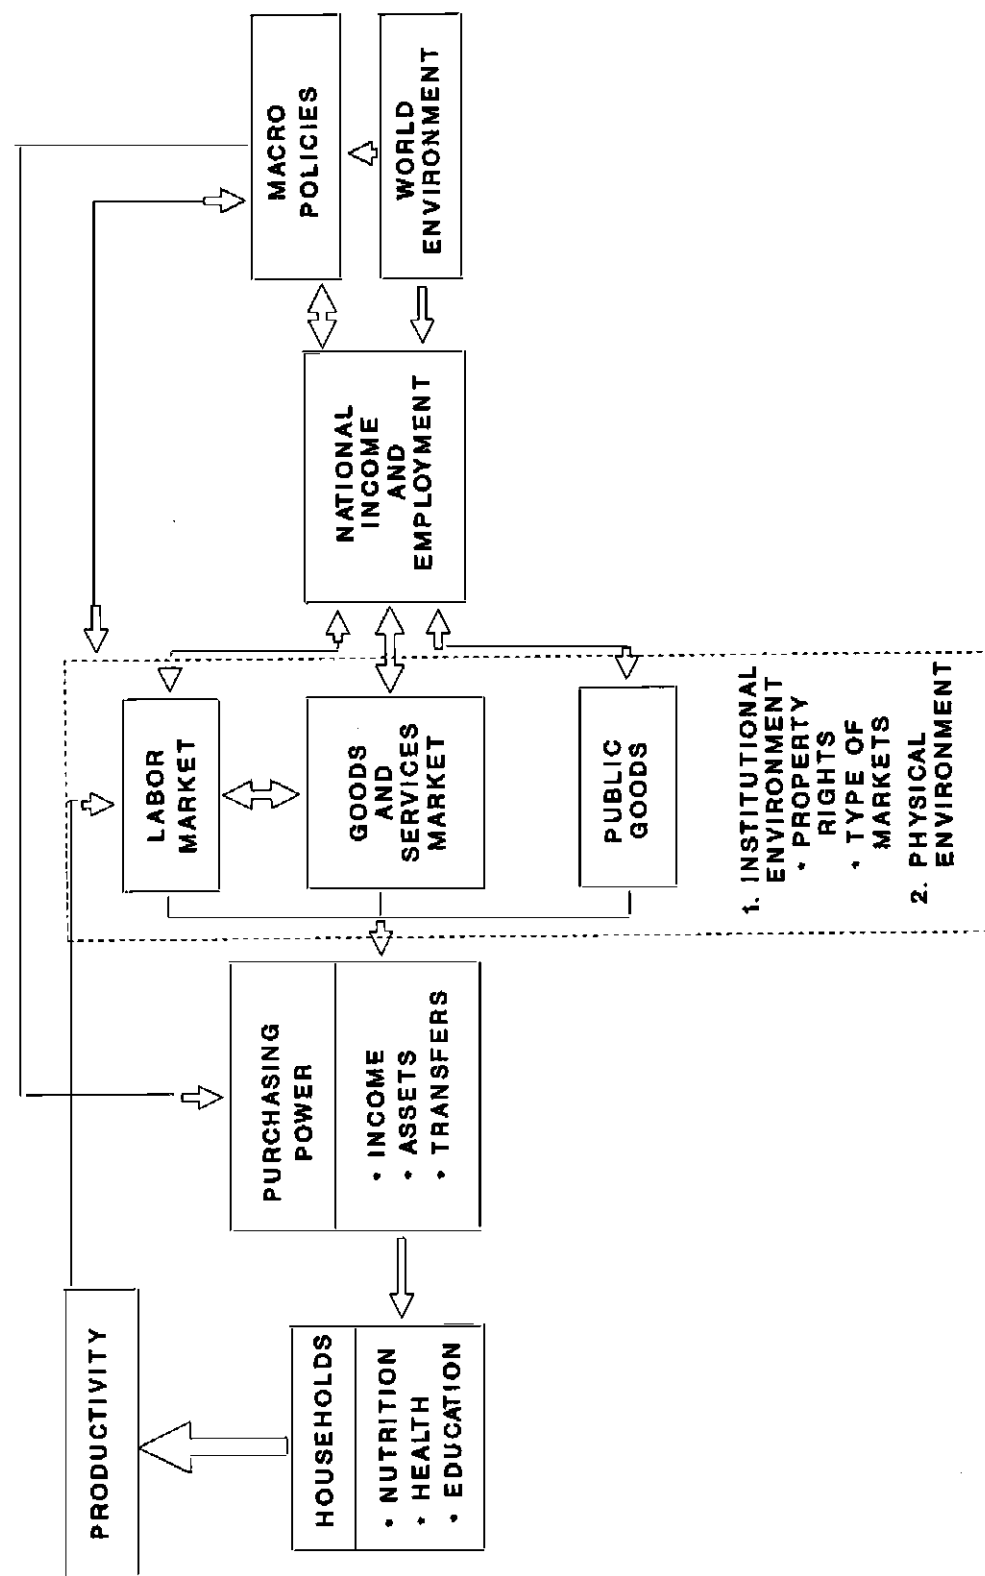 PRODUCTIVITY
HOUSEHOLDS
• NUTRITION
• HEALTH
• EDUCATION
PURCHASING
POWER
• INCOME
• ASSETS
• TRANSFERS
LABOR
MARKET
GOODS
AND
SERVICES
MARKET
PUBLIC
GOODS
1. INSTITUTIONAL
ENVIRONMENT
• PROPERTY
RIGHTS
• TYPE OF
MARKETS
2. PHYSICAL
ENVIRONMENT
NATIONAL
INCOME
AND
EMPLOYMENT
MACRO
POLICIES
WORLD
ENVIRONMENT